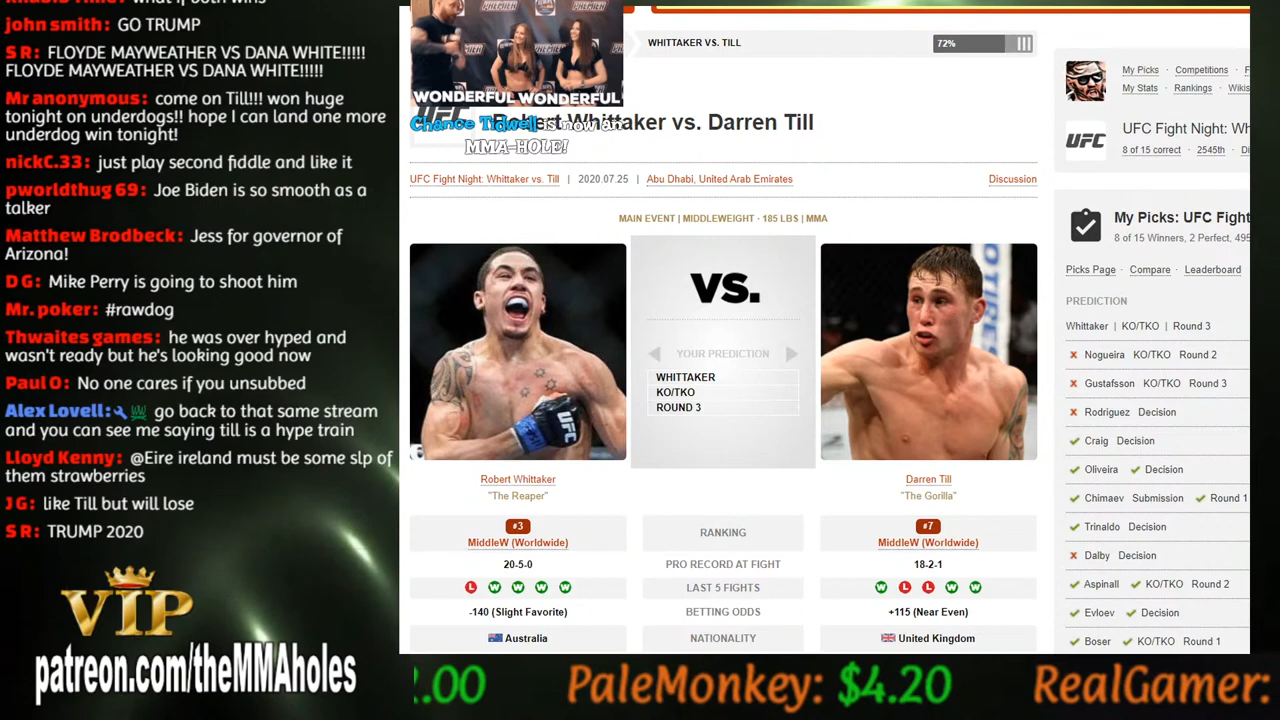 john smith: GO TRUMP
S R: FLOYDE MAYWEATHER VS DANA WHITE!!!!!
FLOYDE MAYWEATHER VS DANA WHITE!!!!!
Mr anonymous: come on Till!!! won huge
tonight on underdogs!! hope I can land one more
underdog win tonight!
nickC.33: just play second fiddle and like it
pworldthug 69: Joe Biden is so smooth as a
talker
Matthew Brodbeck: Jess for governor of
Arizona!
D G: Mike Perry is going to shoot him
Mr. poker: #rawdog
Thwaites games: he was over hyped and
wasn't ready but he's looking good now
Paul O: No one cares if you unsubbed
Alex Lovell: go back to that same stream
and you can see me saying till is a hype train
Lloyd Kenny: @Eire ireland must be some slp of
them strawberries
J G: like Till but will lose
S R: TRUMP 2020
VIP
patreon.com/theMMAholes
WHITTAKER VS. TILL
72%
WONDERFUL WONDERFUL
UFC
Robert Whittaker vs. Darren Till
Chance Tidwell is now an
MMA-HOLE!
UFC Fight Night: Whittaker vs. Till | 2020.07.25 | Abu Dhabi, United Arab Emirates
Discussion
MAIN EVENT | MIDDLEWEIGHT · 185 LBS | MMA
VS.
YOUR PREDICTION
WHITTAKER
KO/TKO
ROUND 3
UFC
Robert Whittaker
"The Reaper"
Darren Till
"The Gorilla"
#3 RANKING #7
MiddleW (Worldwide) MiddleW (Worldwide)
20-5-0 PRO RECORD AT FIGHT 18-2-1
L W W W W LAST 5 FIGHTS W L L W W
-140 (Slight Favorite) BETTING ODDS +115 (Near Even)
Australia NATIONALITY United Kingdom
My Picks · Competitions · F
My Stats · Rankings · Wikis
UFC
UFC Fight Night: Wh
8 of 15 correct · 2545th · Di
My Picks: UFC Fight
8 of 15 Winners, 2 Perfect, 495
Picks Page · Compare · Leaderboard
PREDICTION
Whittaker | KO/TKO | Round 3
Nogueira KO/TKO Round 2
Gustafsson KO/TKO Round 3
Rodriguez Decision
Craig Decision
Oliveira Decision
Chimaev Submission Round 1
Trinaldo Decision
Dalby Decision
Aspinall KO/TKO Round 2
Evloev Decision
Boser KO/TKO Round 1
.00 PaleMonkey: $4.20 RealGamer: